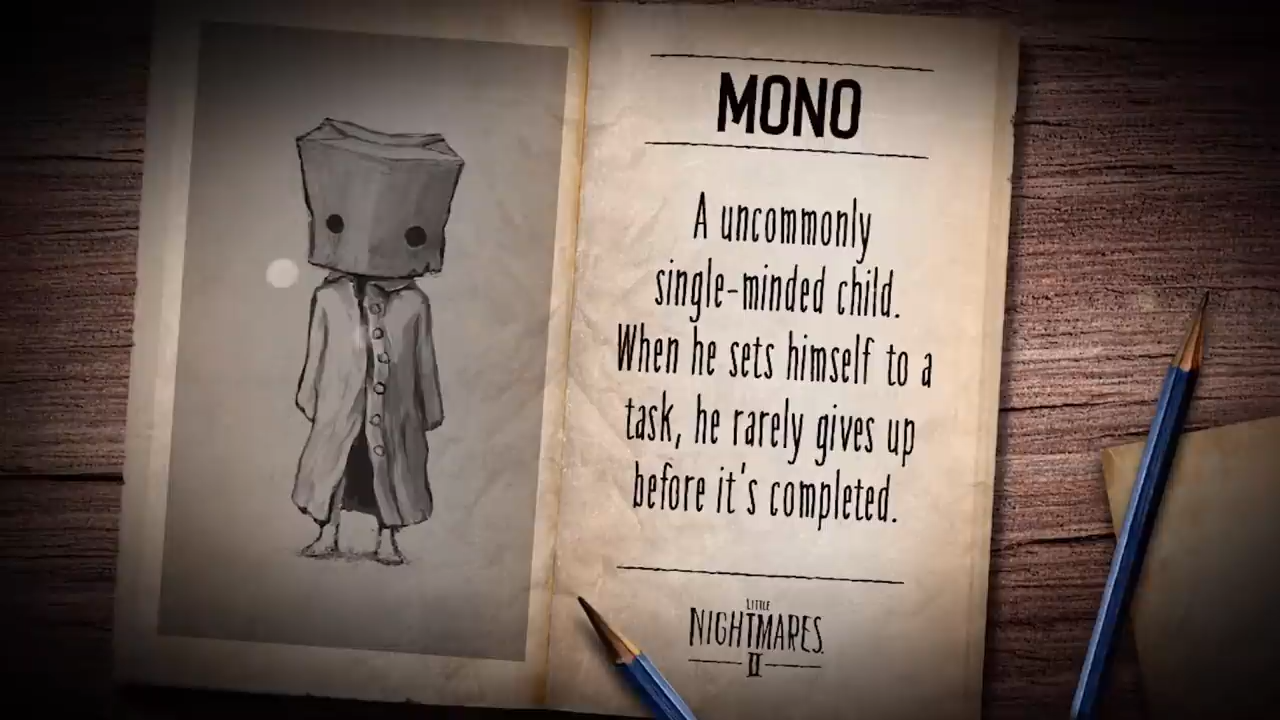 MONO
A uncommonly
single-minded child.
When he sets himself to a
task, he rarely gives up
before it's completed.
LITTLE
NIGHTMARES
II